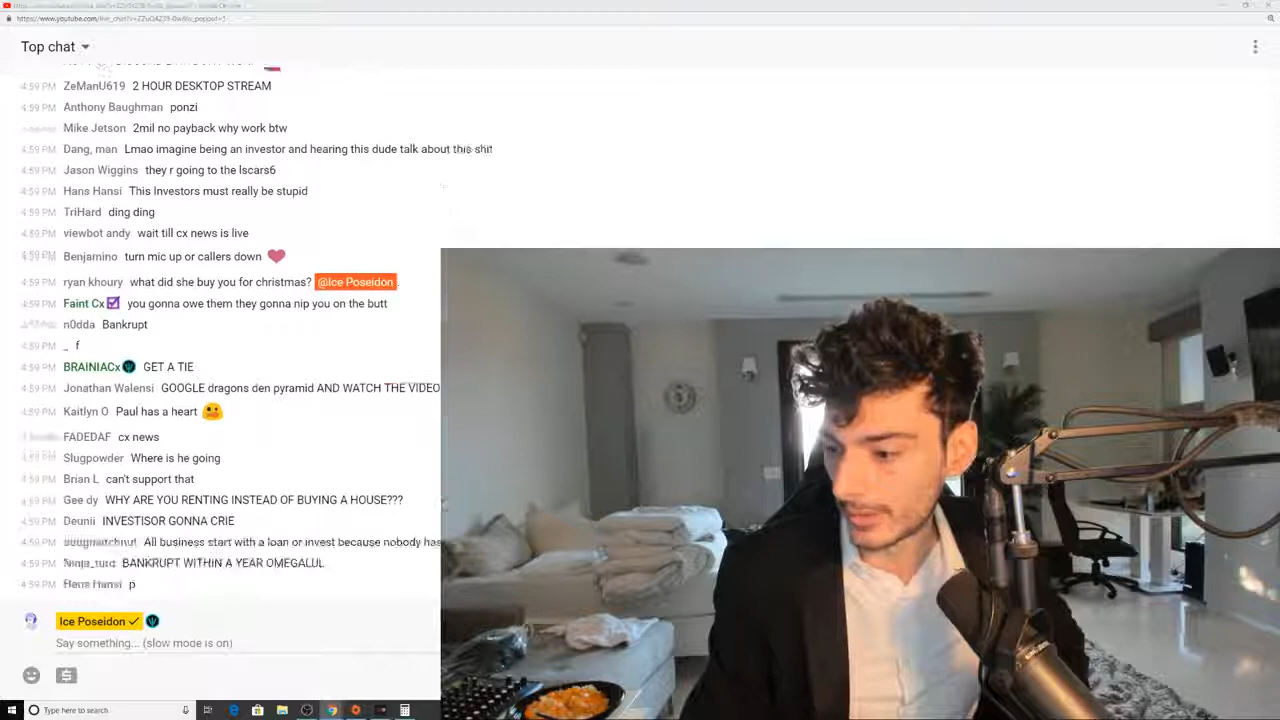 Top chat
4:59 PM ZeManU619 2 HOUR DESKTOP STREAM
4:59 PM Anthony Baughman ponzi
Mike Jetson 2mil no payback why work btw
4:59 PM Dang, man Lmao imagine being an investor and hearing this dude talk about this shit
4:59 PM Jason Wiggins they r going to the lscars6
4:59 PM Hans Hansi This Investors must really be stupid
4:59 PM TriHard ding ding
4:59 PM viewbot andy wait till cx news is live
4:59 PM Benjamino turn mic up or callers down
4:59 PM ryan khoury what did she buy you for christmas? @Ice Poseidon
4:59 PM Faint Cx you gonna owe them they gonna nip you on the butt
n0dda Bankrupt
4:59 PM _ f
4:59 PM BRAINIACx GET A TIE
4:59 PM Jonathan Walensi GOOGLE dragons den pyramid AND WATCH THE VIDEO
4:59 PM Kaitlyn O Paul has a heart
FADEDAF cx news
4:59 PM Slugpowder Where is he going
4:59 PM Brian L can't support that
4:59 PM Gee dy WHY ARE YOU RENTING INSTEAD OF BUYING A HOUSE???
4:59 PM Deunii INVESTISOR GONNA CRIE
4:59 PM All business start with a loan or invest because nobody has
4:59 PM BANKRUPT WITHIN A YEAR OMEGALUL
4:59 PM Hans Hansi p
Ice Poseidon
Say something... (slow mode is on)
Type here to search